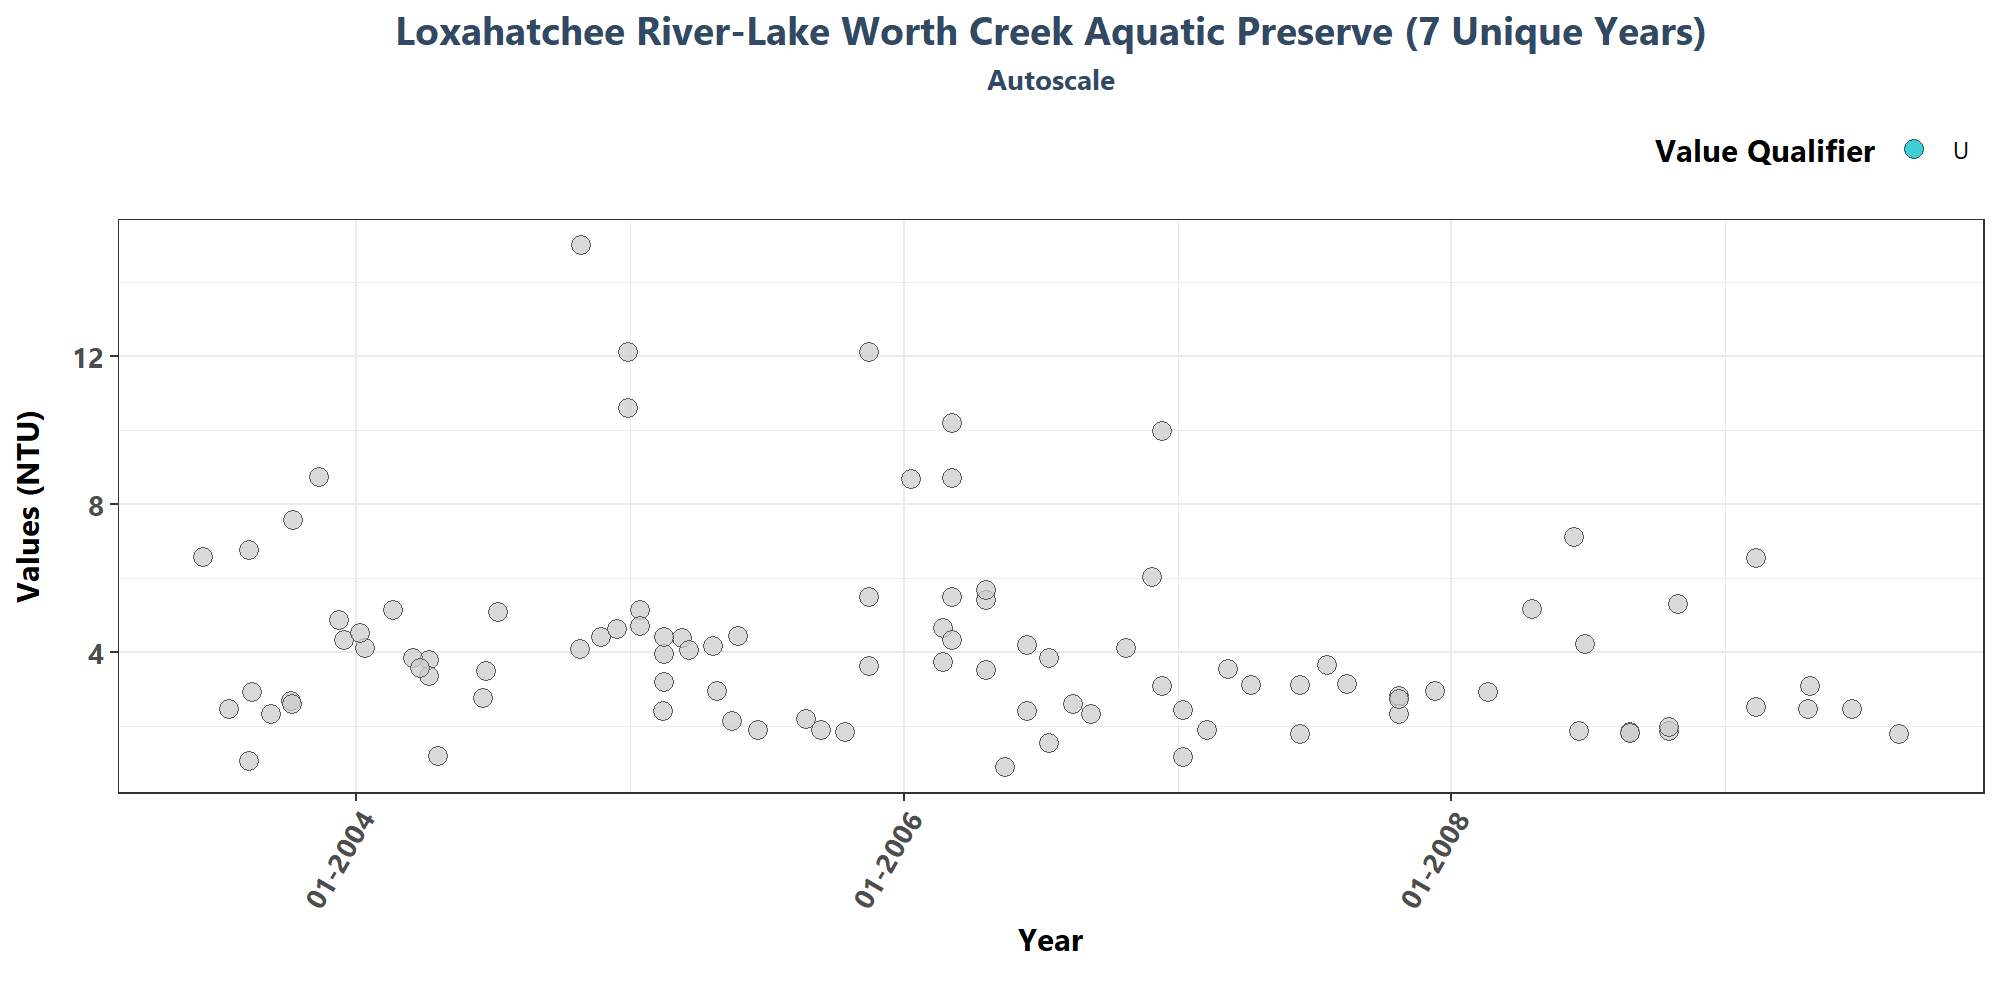 Loxahatchee River-Lake Worth Creek Aquatic Preserve (7 Unique Years)
Autoscale
Value Qualifier U
Values (NTU)
12
8
4
01-2004 01-2006 01-2008
Year